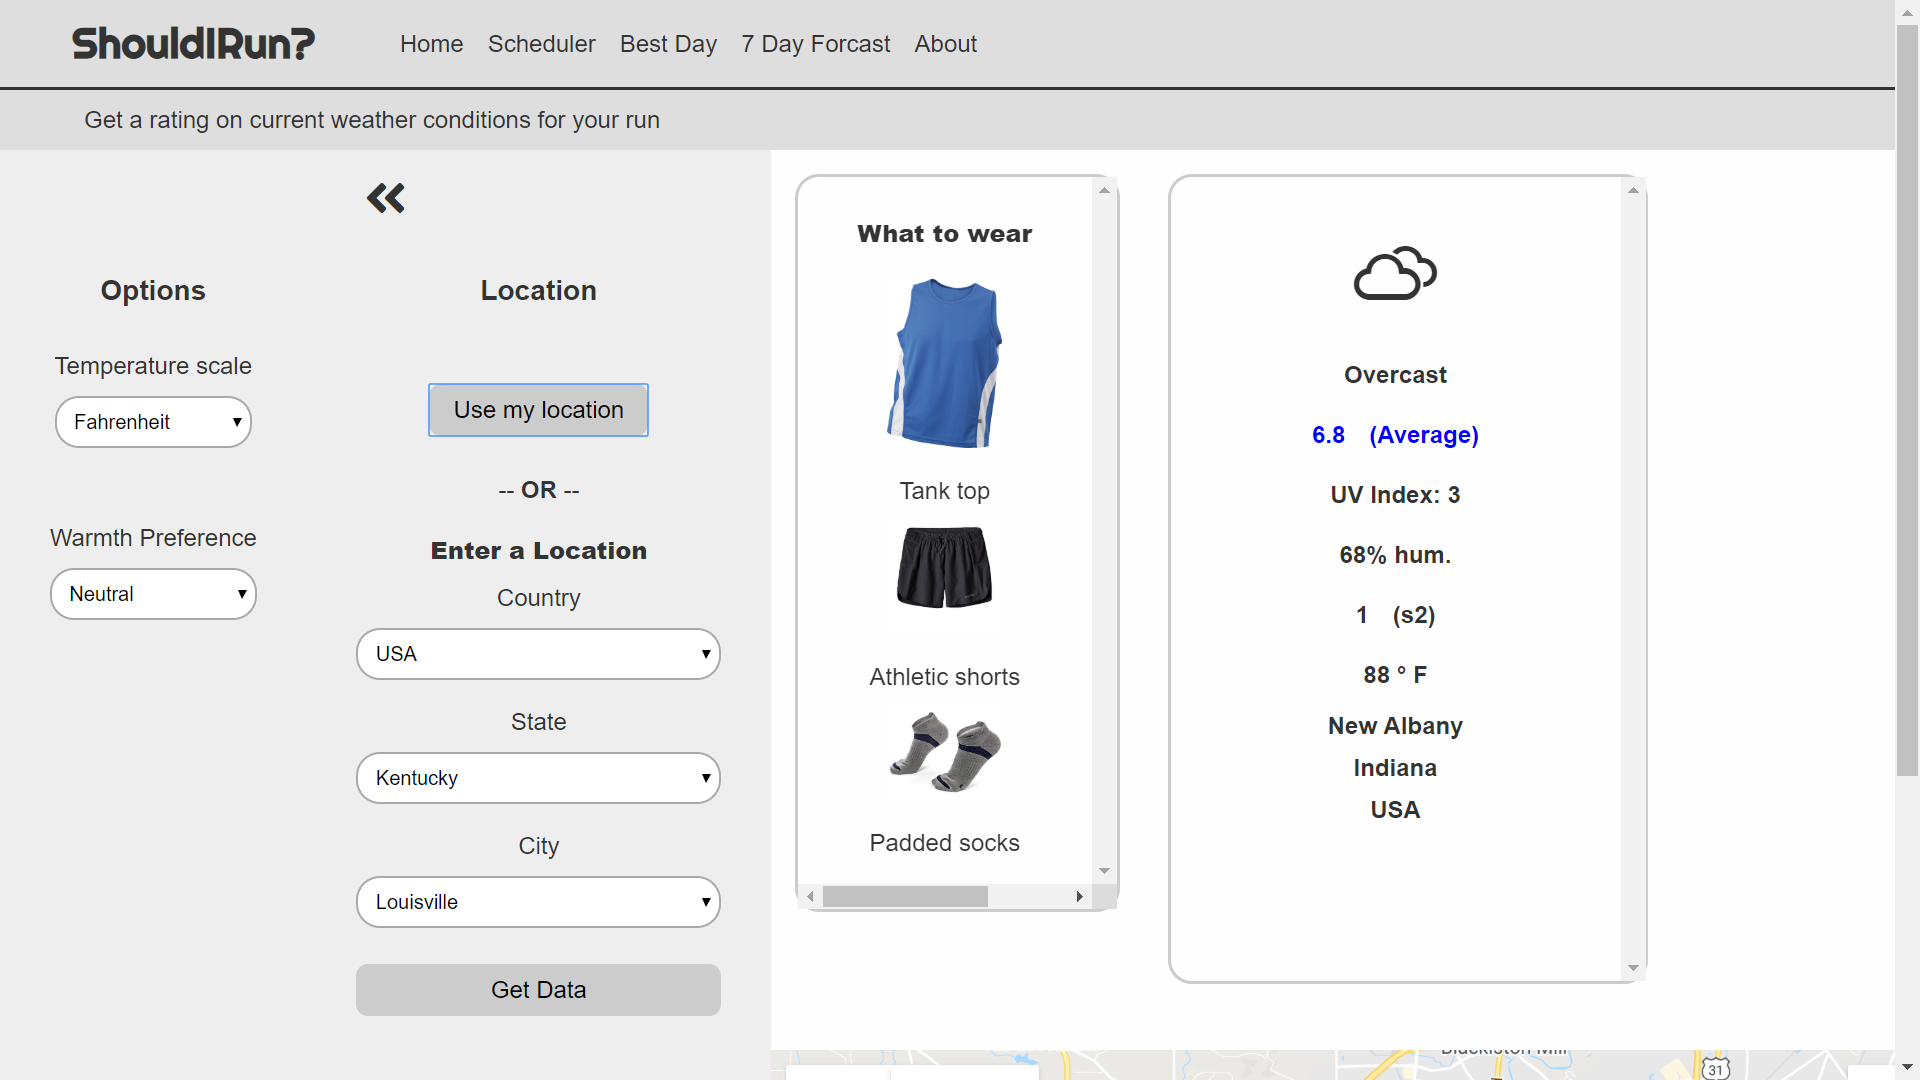 ShouldIRun?
Home Scheduler Best Day 7 Day Forcast About
Get a rating on current weather conditions for your run
Options
Temperature scale
Fahrenheit
Warmth Preference
Neutral
Location
Use my location
-- OR --
Enter a Location
Country
USA
State
Kentucky
City
Louisville
Get Data
What to wear
Tank top
Athletic shorts
Padded socks
Overcast
6.8 (Average)
UV Index: 3
68% hum.
1 (s2)
88 ° F
New Albany
Indiana
USA
Blackiston Mill
31